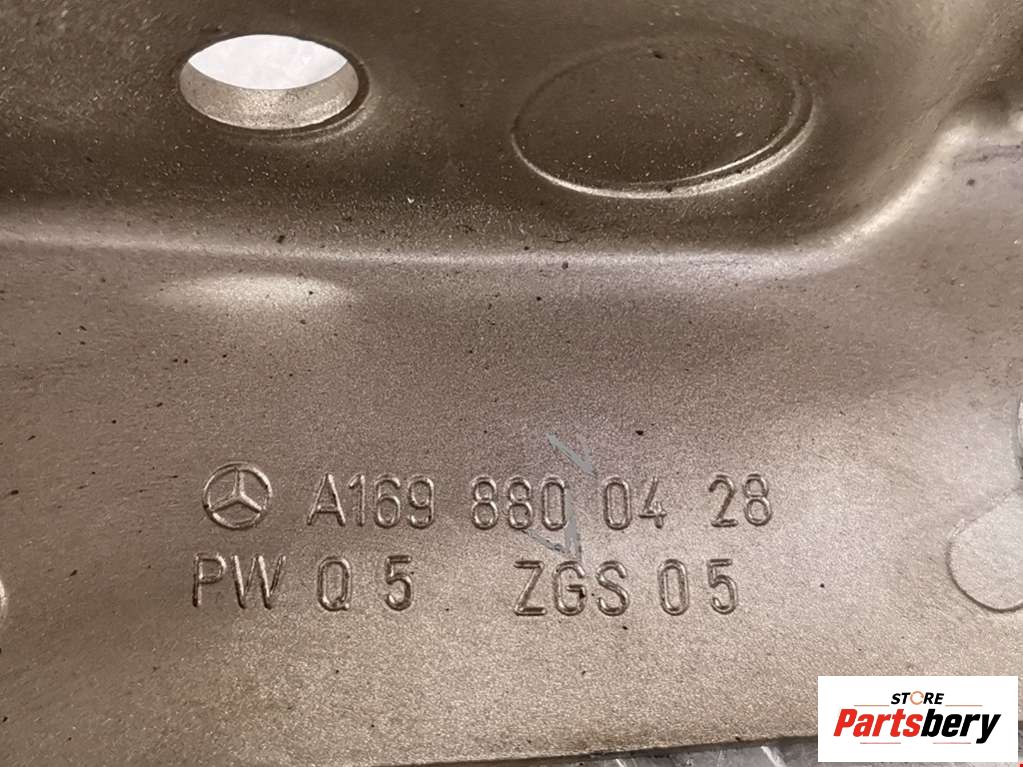 A169 880 04 28
PW Q 5 ZGS 05
STORE
Partsbery